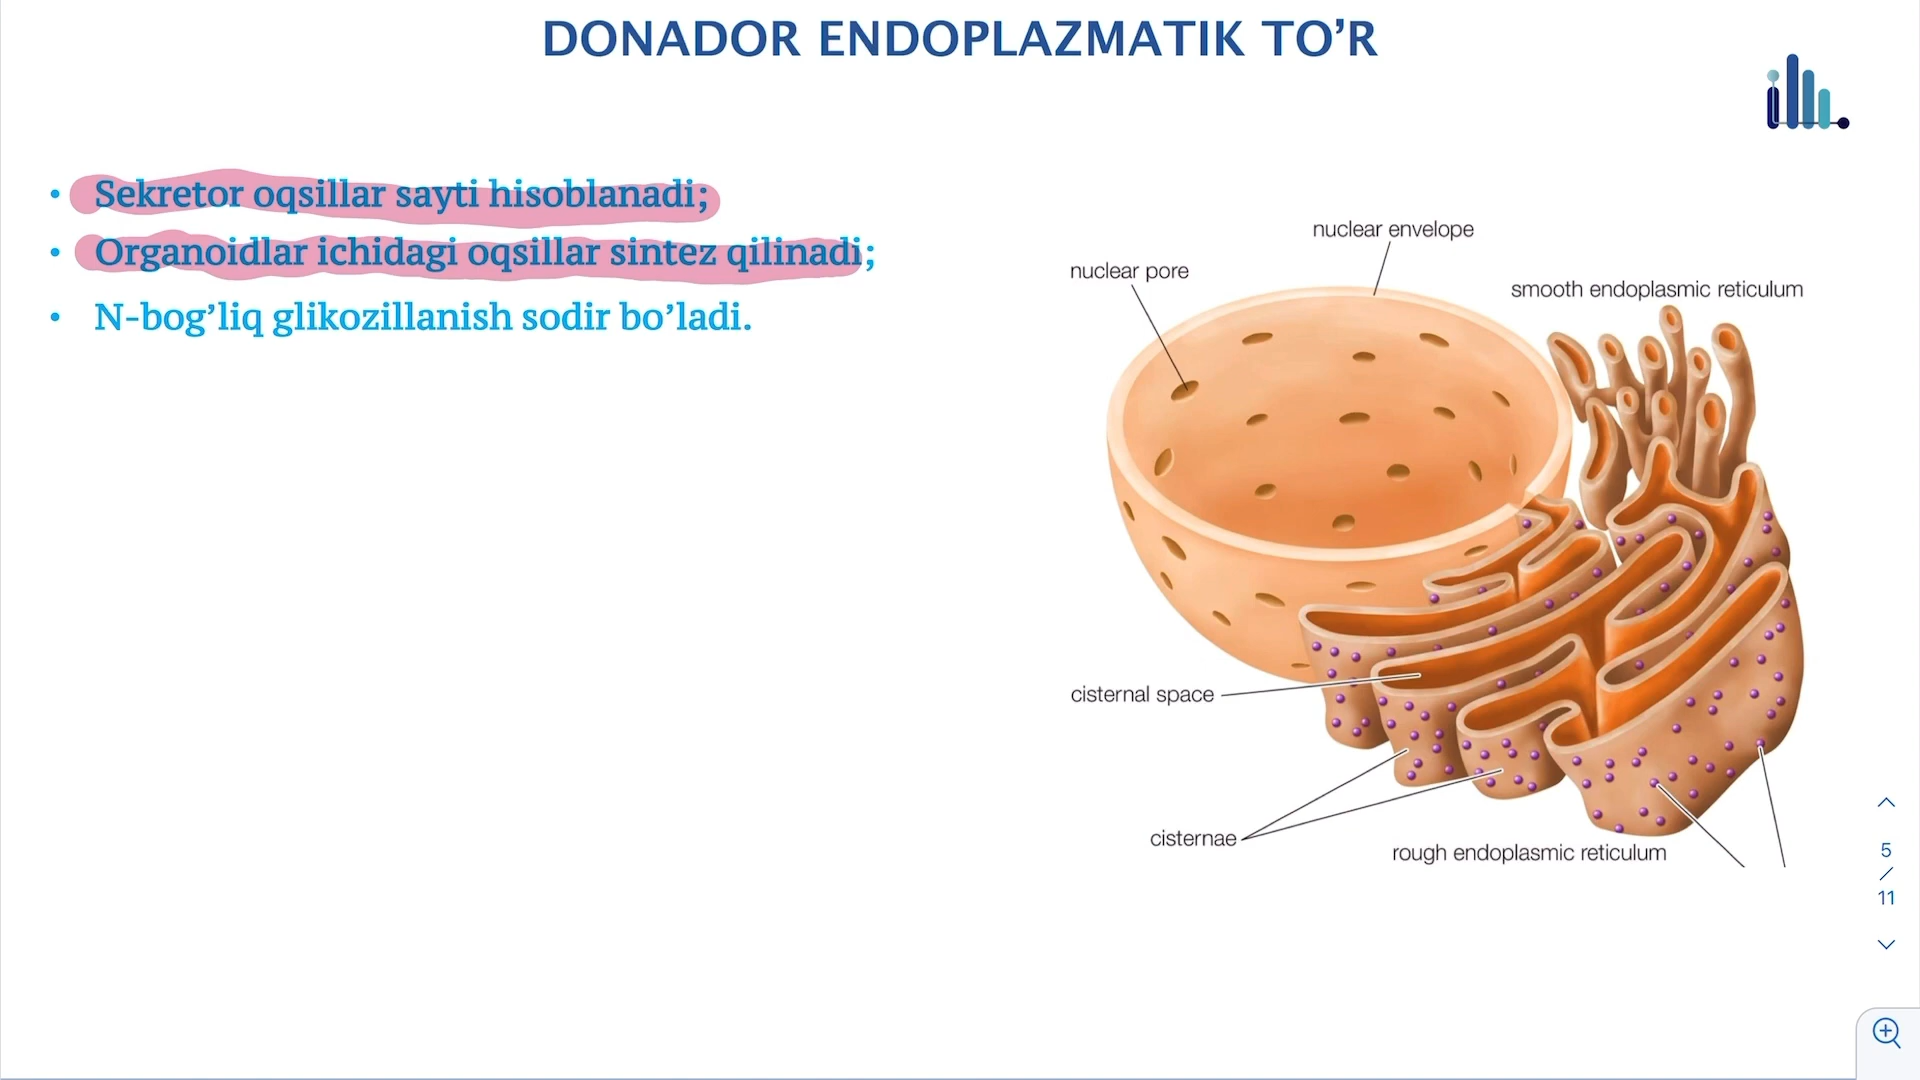 DONADOR ENDOPLAZMATIK TO’R
• Sekretor oqsillar sayti hisoblanadi;
• Organoidlar ichidagi oqsillar sintez qilinadi;
• N-bog’liq glikozillanish sodir bo’ladi.
nuclear envelope
nuclear pore
smooth endoplasmic reticulum
cisternal space
cisternae
rough endoplasmic reticulum
5
/
11